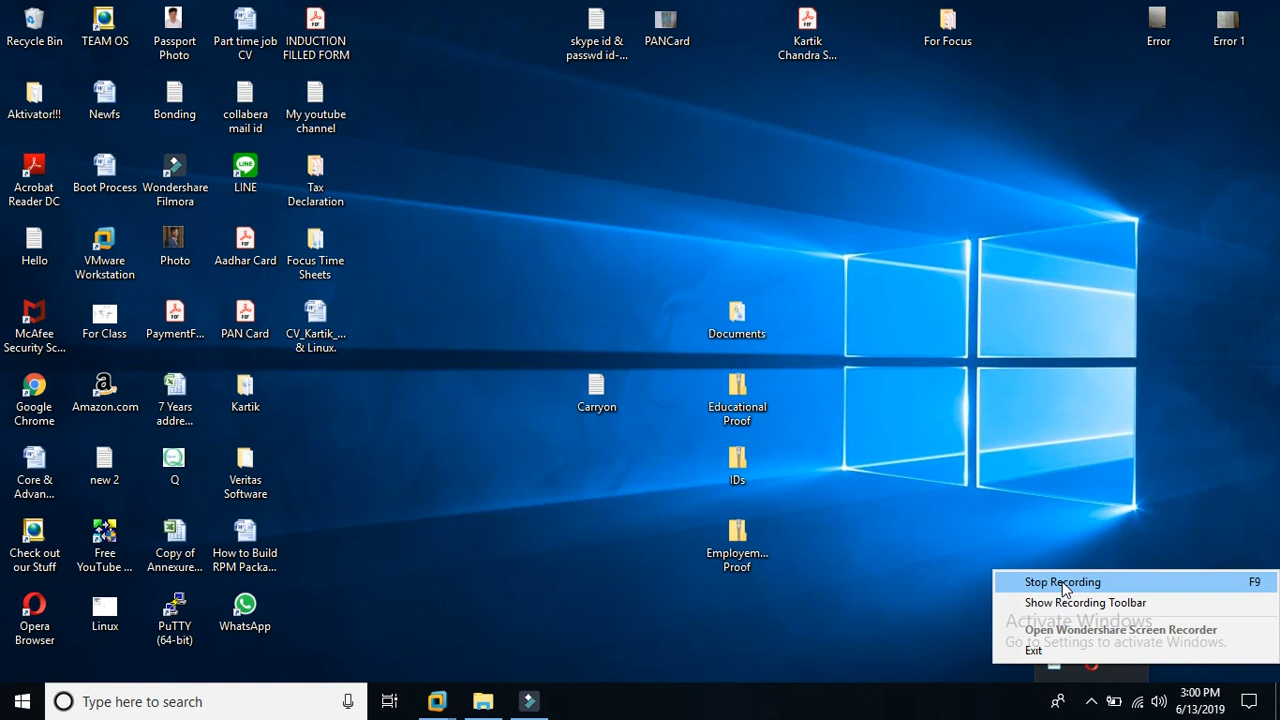 Recycle Bin
TEAM OS
Passport
Photo
Part time job
CV
INDUCTION
FILLED FORM
skype id &
passwd id-...
PANCard
Kartik
Chandra S...
For Focus
Error
Error 1
Aktivator!!!
Newfs
Bonding
collabera
mail id
My youtube
channel
Acrobat
Reader DC
Boot Process
Wondershare
Filmora
LINE
Tax
Declaration
Hello
VMware
Workstation
Photo
Aadhar Card
Focus Time
Sheets
McAfee
Security Sc...
For Class
PaymentF...
PAN Card
CV_Kartik_...
& Linux.
Documents
Google
Chrome
Amazon.com
7 Years
addre...
Kartik
Carryon
Educational
Proof
Core &
Advan...
new 2
Q
Veritas
Software
IDs
Check out
our Stuff
Free
YouTube ...
Copy of
Annexure...
How to Build
RPM Packa...
Employem...
Proof
Opera
Browser
Linux
PuTTY
(64-bit)
WhatsApp
Stop Recording F9
Show Recording Toolbar
Activate Windows
Open Wondershare Screen Recorder
Go to Settings to activate Windows.
Exit
Type here to search
3:00 PM
6/13/2019